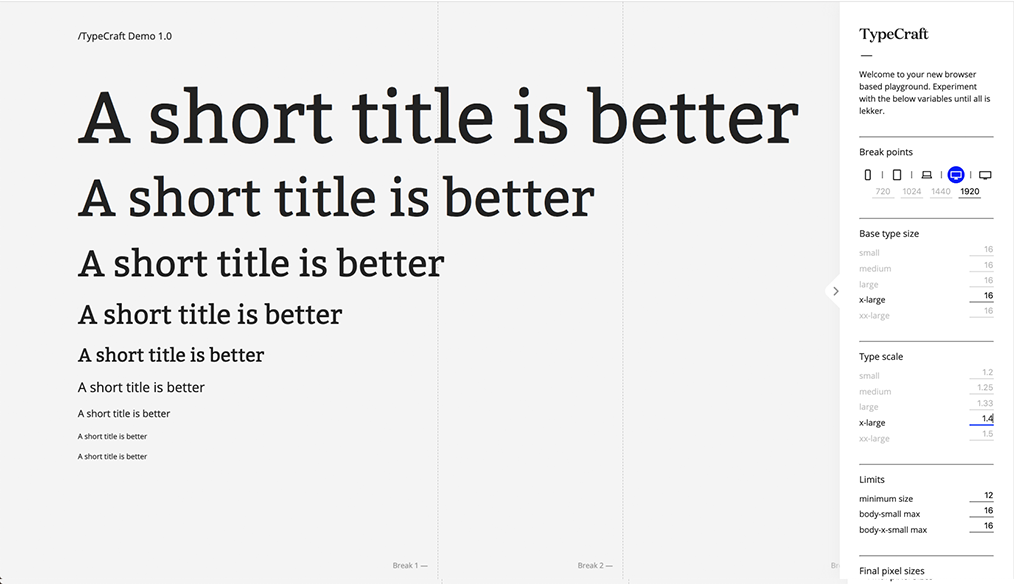 /TypeCraft Demo 1.0
A short title is better
A short title is better
A short title is better
A short title is better
A short title is better
A short title is better
A short title is better
A short title is better
A short title is better
Break 1 —
Break 2 —
TypeCraft
Welcome to your new browser
based playground. Experiment
with the below variables until all is
lekker.
Break points
720 1024 1440 1920
Base type size
small 16
medium 16
large 16
x-large 16
xx-large 16
Type scale
small 1.2
medium 1.25
large 1.33
x-large 1.4
xx-large 1.5
Limits
minimum size 12
body-small max 16
body-x-small max 16
Final pixel sizes